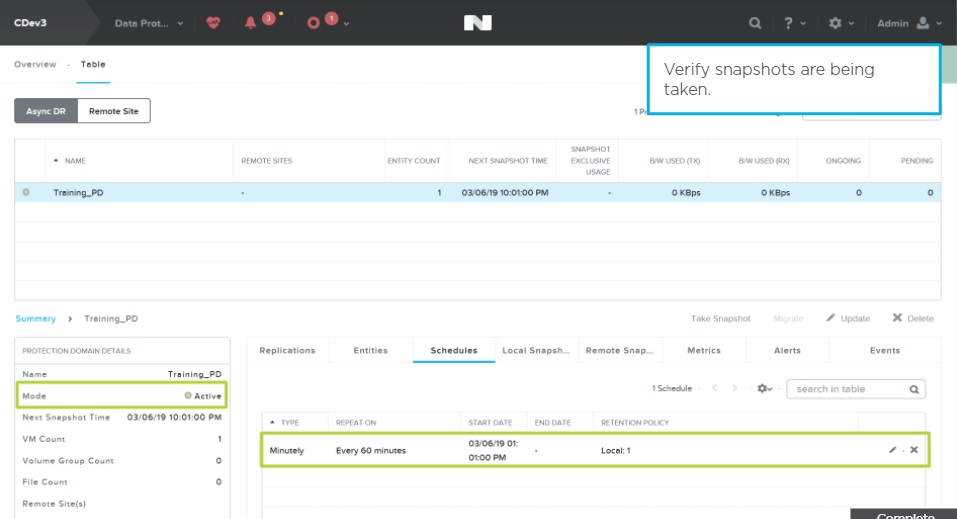 CDev3 Data Prot... 3 1 ? Admin
Overview · Table
Verify snapshots are being
taken.
Async DR Remote Site
NAME REMOTE SITES ENTITY COUNT NEXT SNAPSHOT TIME SNAPSHOT EXCLUSIVE USAGE B/W USED (TX) B/W USED (RX) ONGOING PENDING
Training_PD - 1 03/06/19 10:01:00 PM - 0 KBps 0 KBps 0 0
Summary > Training_PD Take Snapshot Migrate Update Delete
PROTECTION DOMAIN DETAILS
Name Training_PD
Mode Active
Next Snapshot Time 03/06/19 10:01:00 PM
VM Count 1
Volume Group Count 0
File Count 0
Remote Site(s)
Replications Entities Schedules Local Snapsh... Remote Snap... Metrics Alerts Events
1 Schedule · < > · search in table
TYPE REPEAT ON START DATE END DATE RETENTION POLICY
Minutely Every 60 minutes 03/06/19 01:01:00 PM - Local: 1
Complete